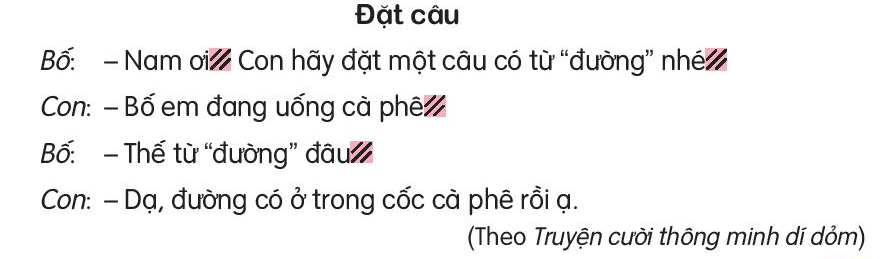 Đặt câu
Bố: – Nam ơi Con hãy đặt một câu có từ “đường” nhé
Con: – Bố em đang uống cà phê
Bố: – Thế từ “đường” đâu
Con: – Dạ, đường có ở trong cốc cà phê rồi ạ.
(Theo Truyện cười thông minh dí dỏm)